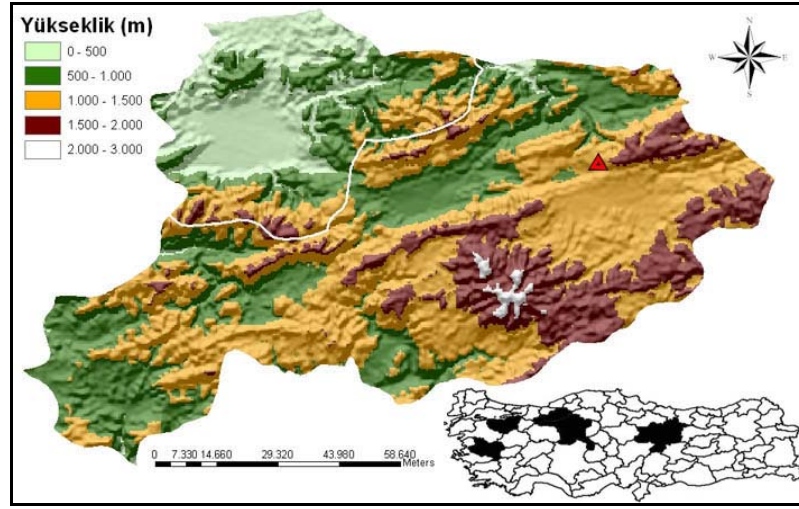 Yükseklik (m)
0 - 500
500 - 1.000
1.000 - 1.500
1.500 - 2.000
2.000 - 3.000
N
W E
S
0 7.330 14.660 29.320 43.980 58.640
Meters